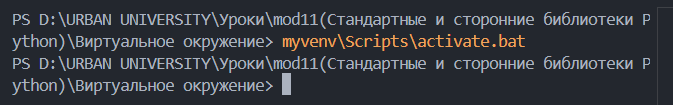 PS D:\URBAN UNIVERSITY\Уроки\mod11(Стандартные и сторонние библиотеки P
ython)\Виртуальное окружение> myvenv\Scripts\activate.bat
PS D:\URBAN UNIVERSITY\Уроки\mod11(Стандартные и сторонние библиотеки P
ython)\Виртуальное окружение>